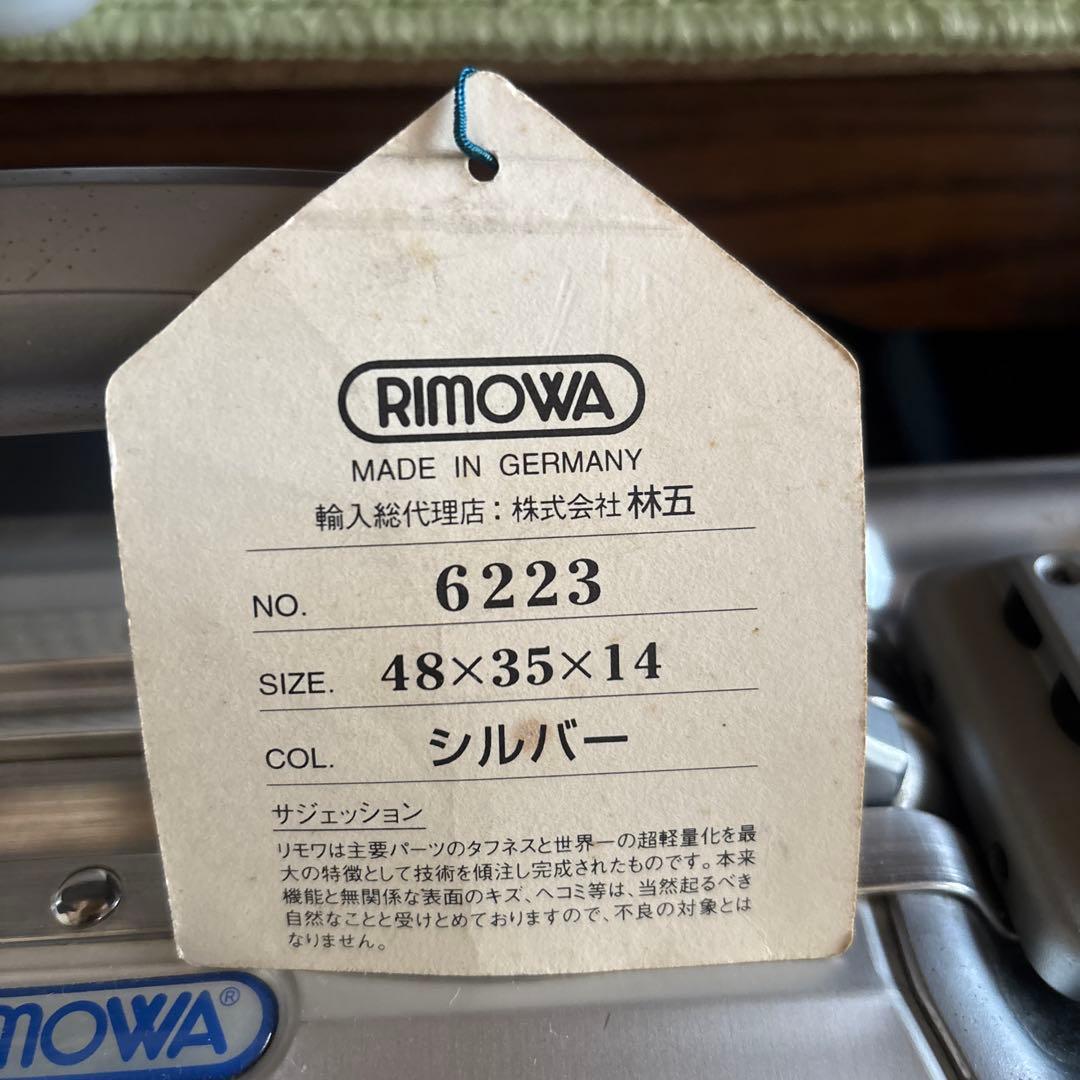 RIMOWA
MADE IN GERMANY
輸入総代理店：株式会社 林五
NO. 6223
SIZE. 48×35×14
COL. シルバー
サジェッション
リモワは主要パーツのタフネスと世界一の超軽量化を最
大の特徴として技術を傾注し完成されたものです。本来
機能と無関係な表面のキズ、ヘコミ等は、当然起るべき
自然なことと受けとめておりますので、不良の対象とは
なりません。
MOWA®